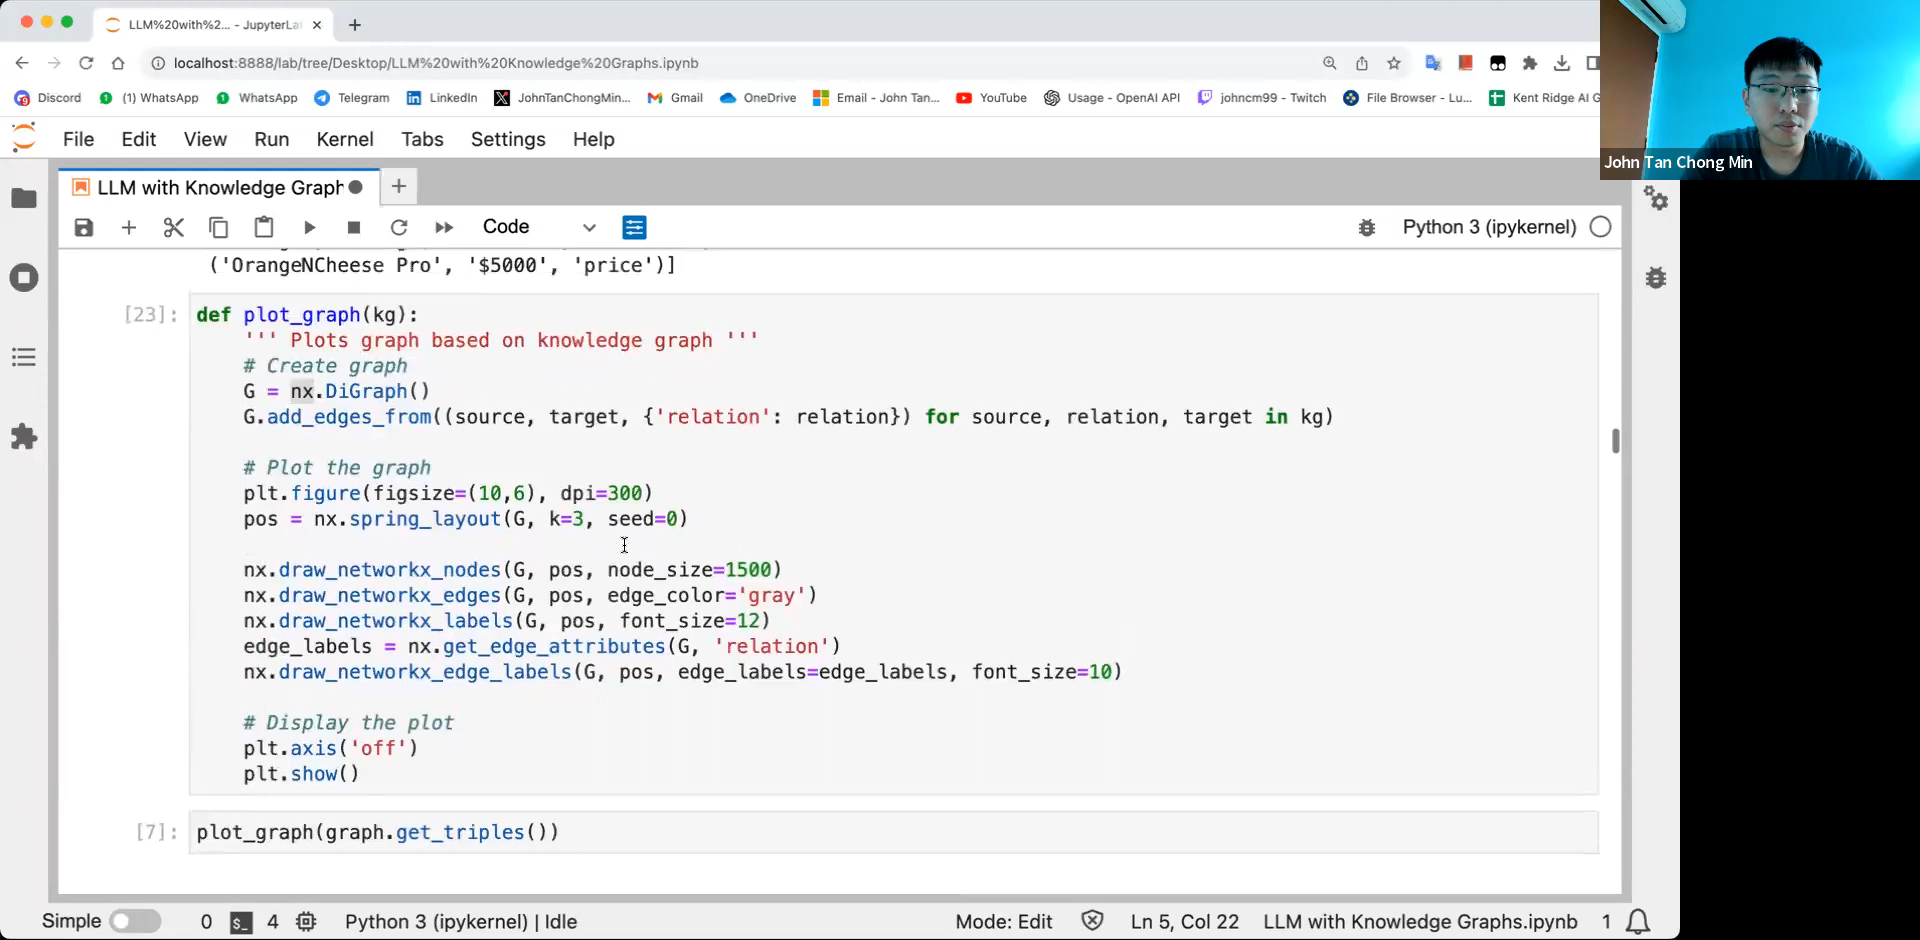 LLM%20with%2... - JupyterLa
localhost:8888/lab/tree/Desktop/LLM%20with%20Knowledge%20Graphs.ipynb
Discord
(1) WhatsApp
WhatsApp
Telegram
LinkedIn
JohnTanChongMin...
Gmail
OneDrive
Email - John Tan...
YouTube
Usage - OpenAI API
johncm99 - Twitch
File Browser - Lu...
Kent Ridge AI G
John Tan Chong Min
File Edit View Run Kernel Tabs Settings Help
LLM with Knowledge Graph
Code
Python 3 (ipykernel)
('OrangeNCheese Pro', '$5000', 'price')]
[23]: def plot_graph(kg):
''' Plots graph based on knowledge graph '''
# Create graph
G = nx.DiGraph()
G.add_edges_from((source, target, {'relation': relation}) for source, relation, target in kg)
# Plot the graph
plt.figure(figsize=(10,6), dpi=300)
pos = nx.spring_layout(G, k=3, seed=0)
nx.draw_networkx_nodes(G, pos, node_size=1500)
nx.draw_networkx_edges(G, pos, edge_color='gray')
nx.draw_networkx_labels(G, pos, font_size=12)
edge_labels = nx.get_edge_attributes(G, 'relation')
nx.draw_networkx_edge_labels(G, pos, edge_labels=edge_labels, font_size=10)
# Display the plot
plt.axis('off')
plt.show()
[7]: plot_graph(graph.get_triples())
Simple 0 $_ 4 Python 3 (ipykernel) | Idle Mode: Edit Ln 5, Col 22 LLM with Knowledge Graphs.ipynb 1